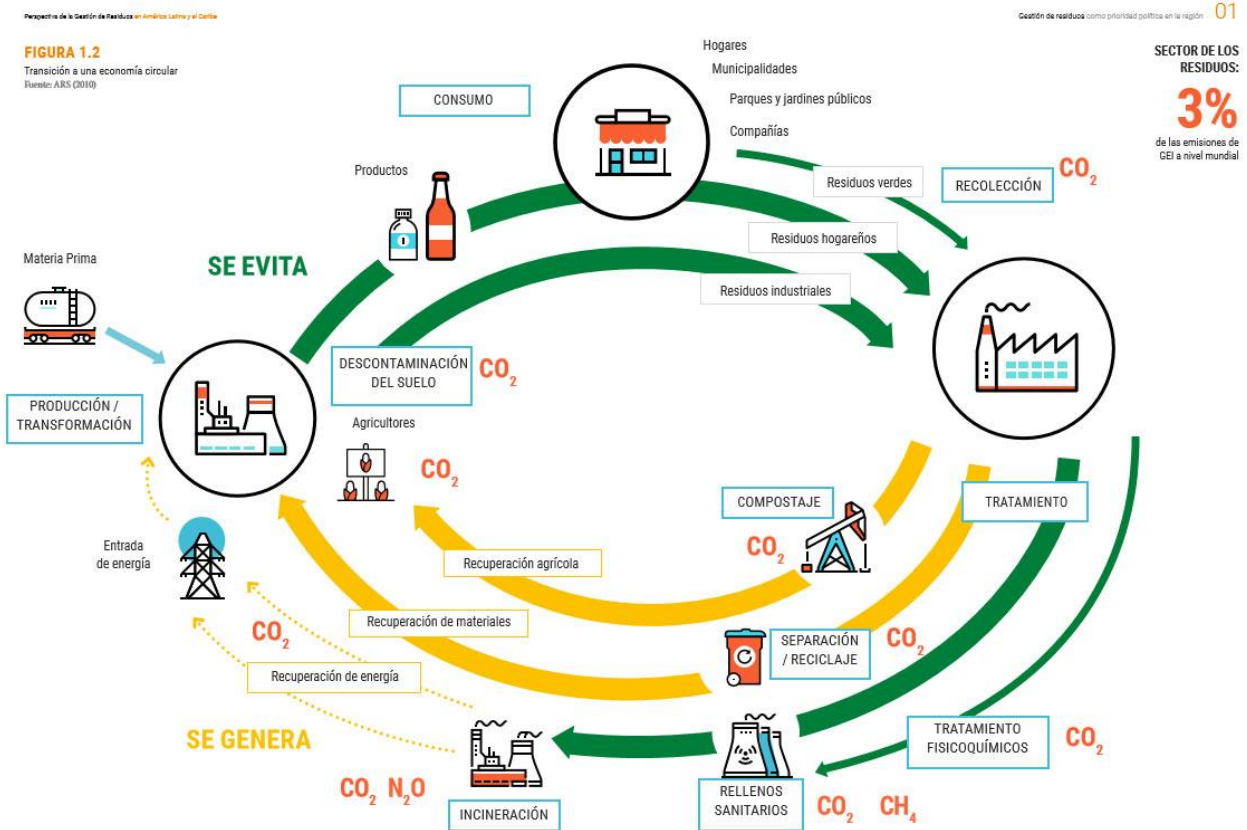 Perspectiva de la Gestión de Residuos en América Latina y el Caribe
Gestión de residuos como prioridad política en la región 01
FIGURA 1.2
Transición a una economía circular
Fuente: ARS (2010)
SECTOR DE LOS
RESIDUOS:
3%
de las emisiones de
GEI a nivel mundial
Hogares
Municipalidades
Parques y jardines públicos
Compañías
CONSUMO
Productos
Residuos verdes
RECOLECCIÓN
CO2
Residuos hogareños
Residuos industriales
SE EVITA
Materia Prima
DESCONTAMINACIÓN
DEL SUELO
CO2
PRODUCCIÓN /
TRANSFORMACIÓN
Agricultores
CO2
COMPOSTAJE
CO2
TRATAMIENTO
Entrada
de energía
Recuperación agrícola
Recuperación de materiales
CO2
SEPARACIÓN
/ RECICLAJE
CO2
Recuperación de energía
SE GENERA
TRATAMIENTO
FISICOQUÍMICOS
CO2
CO2 N2O
INCINERACIÓN
RELLENOS
SANITARIOS
CO2 CH4